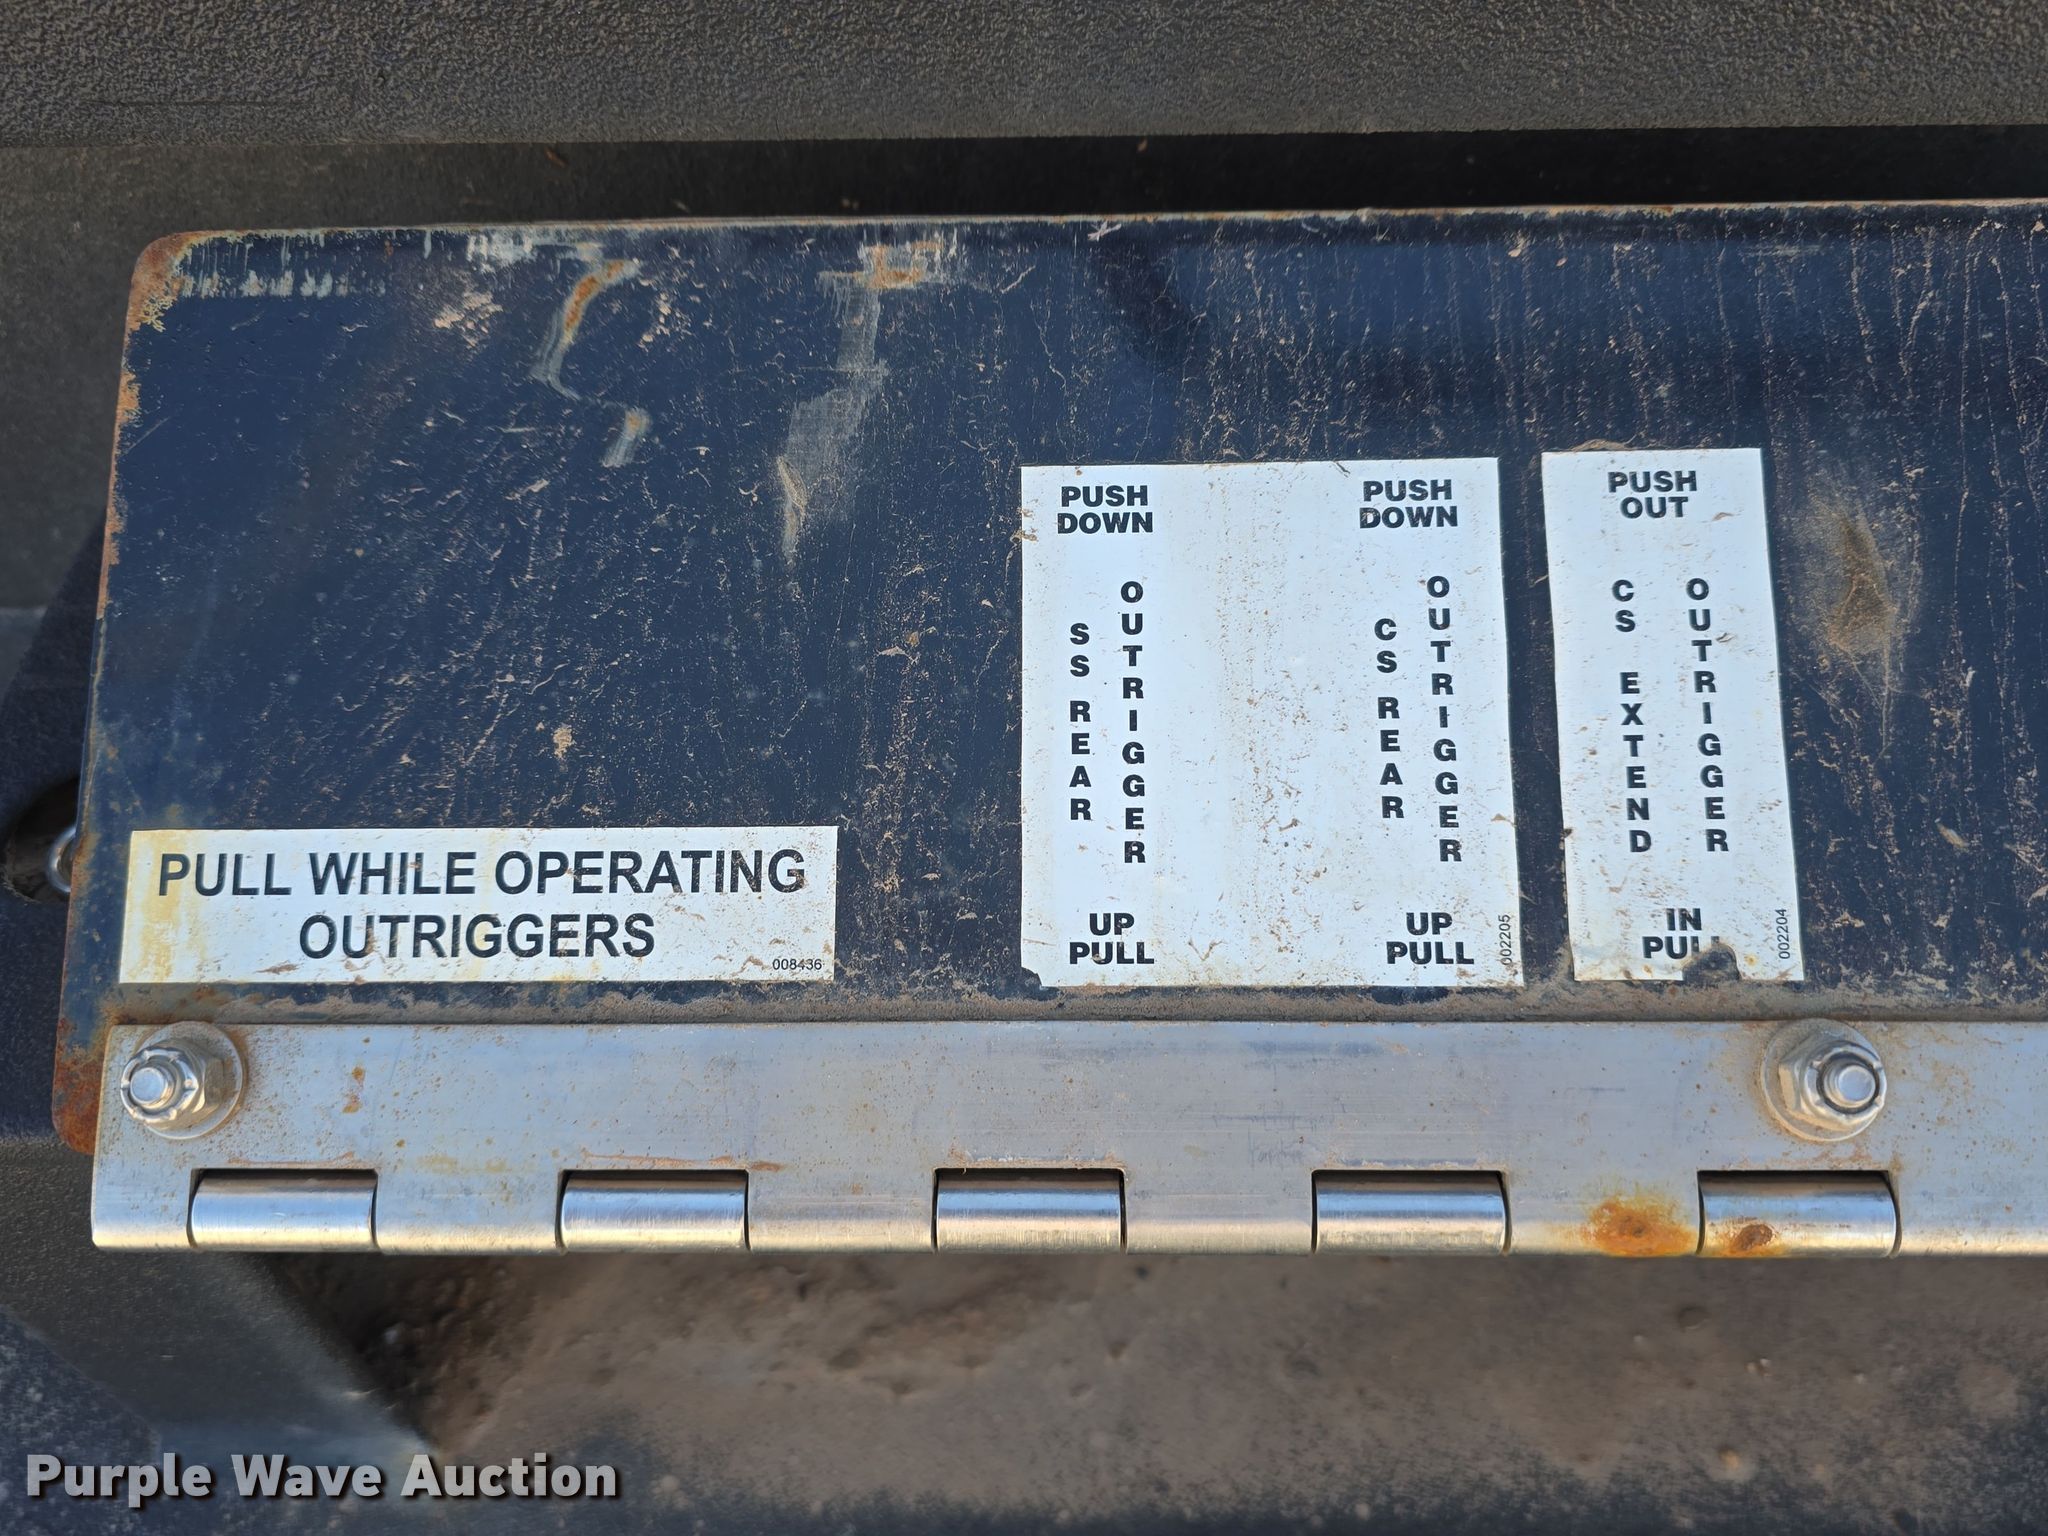 PULL WHILE OPERATING
OUTRIGGERS
008436
PUSH
DOWN
SS REAR
OUTRIGGER
UP
PULL
PUSH
DOWN
CS REAR
OUTRIGGER
UP
PULL
002205
PUSH
OUT
CS EXTEND
OUTRIGGER
IN
PULL
002204
Purple Wave Auction